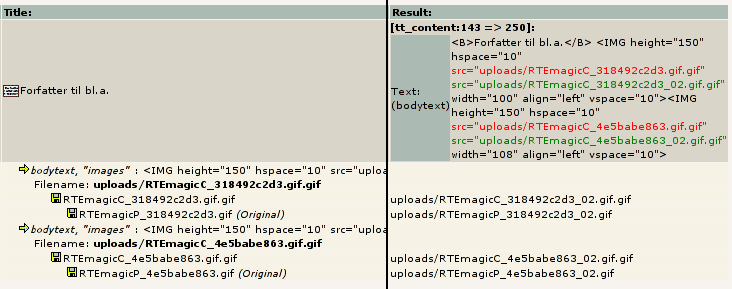 Title:
Result:
[tt_content:143 => 250]:
Forfatter til bl.a.
Text:
(bodytext)
<B>Forfatter til bl.a.</B> <IMG height="150"
hspace="10"
src="uploads/RTEmagicC_318492c2d3.gif.gif"
src="uploads/RTEmagicC_318492c2d3_02.gif.gif"
width="100" align="left" vspace="10"><IMG
height="150" hspace="10"
src="uploads/RTEmagicC_4e5babe863.gif.gif"
src="uploads/RTEmagicC_4e5babe863_02.gif.gif"
width="108" align="left" vspace="10">
bodytext, "images" : <IMG height="150" hspace="10" src="uploa
Filename: uploads/RTEmagicC_318492c2d3.gif.gif
RTEmagicC_318492c2d3.gif.gif
uploads/RTEmagicC_318492c2d3_02.gif.gif
RTEmagicP_318492c2d3.gif (Original)
uploads/RTEmagicP_318492c2d3_02.gif
bodytext, "images" : <IMG height="150" hspace="10" src="uploa
Filename: uploads/RTEmagicC_4e5babe863.gif.gif
RTEmagicC_4e5babe863.gif.gif
uploads/RTEmagicC_4e5babe863_02.gif.gif
RTEmagicP_4e5babe863.gif (Original)
uploads/RTEmagicP_4e5babe863_02.gif